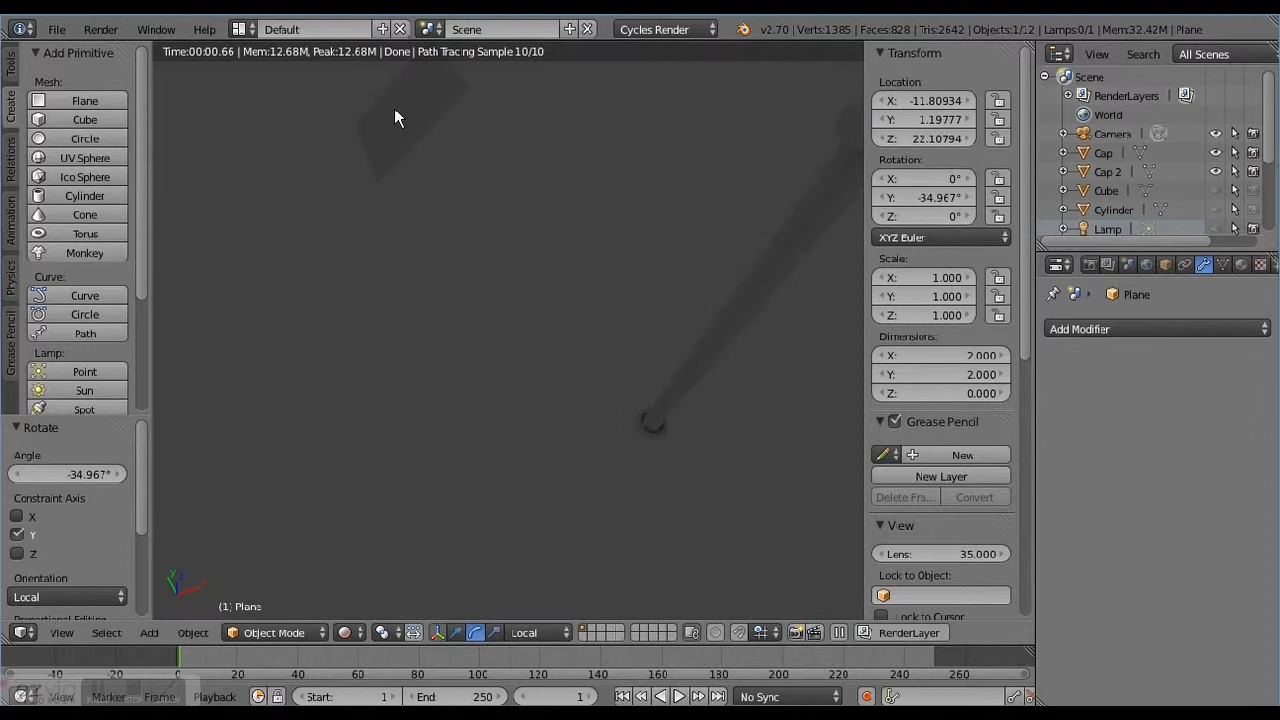 File Render Window Help Default Scene Cycles Render v2.70 | Verts:1385 | Faces:828 | Tris:2642 | Objects:1/12 | Lamps:0/1 | Mem:32.42M | Plane
Time:00:00.66 | Mem:12.68M, Peak:12.68M | Done | Path Tracing Sample 10/10
Tools
Create
Relations
Animation
Physics
Grease Pencil
Add Primitive
Mesh:
Plane
Cube
Circle
UV Sphere
Ico Sphere
Cylinder
Cone
Torus
Monkey
Curve:
Curve
Circle
Path
Lamp:
Point
Sun
Spot
Rotate
Angle
-34.967°
Constraint Axis
X
Y
Z
Orientation
Local
(1) Plane
Transform
Location:
X: -11.80934
Y: 1.19777
Z: 22.10794
Rotation:
X: 0°
Y: -34.967°
Z: 0°
XYZ Euler
Scale:
X: 1.000
Y: 1.000
Z: 1.000
Dimensions:
X: 2.000
Y: 2.000
Z: 0.000
Grease Pencil
New
New Layer
Delete Fra... Convert
View
Lens: 35.000
Lock to Object:
Lock to Cursor
View Search All Scenes
Scene
RenderLayers
World
Camera
Cap
Cap 2
Cube
Cylinder
Lamp
Plane
Add Modifier
View Select Add Object Object Mode Local RenderLayer
-40 -20 0 20 40 60 80 100 120 140 160 180 200 220 240 260
View Marker Frame Playback Start: 1 End: 250 1 No Sync